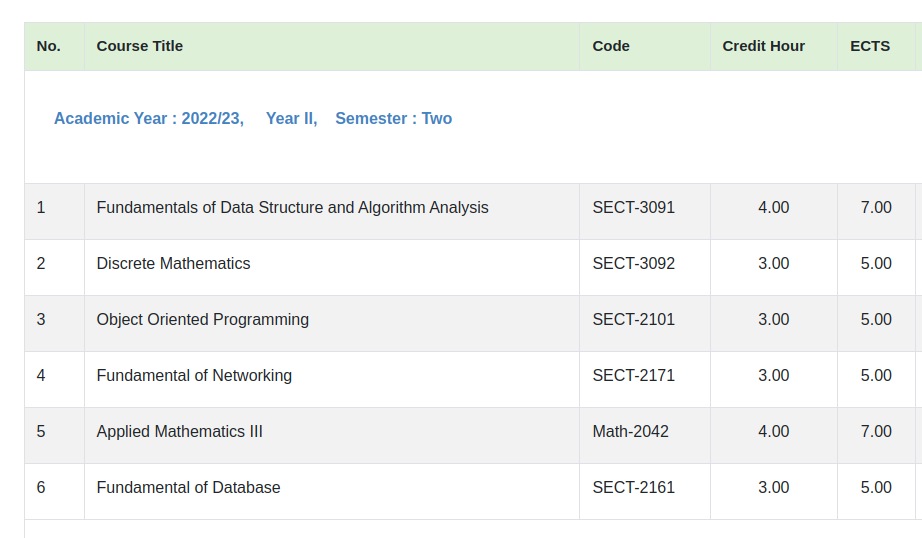 No. Course Title Code Credit Hour ECTS
Academic Year : 2022/23, Year II, Semester : Two
1 Fundamentals of Data Structure and Algorithm Analysis SECT-3091 4.00 7.00
2 Discrete Mathematics SECT-3092 3.00 5.00
3 Object Oriented Programming SECT-2101 3.00 5.00
4 Fundamental of Networking SECT-2171 3.00 5.00
5 Applied Mathematics III Math-2042 4.00 7.00
6 Fundamental of Database SECT-2161 3.00 5.00